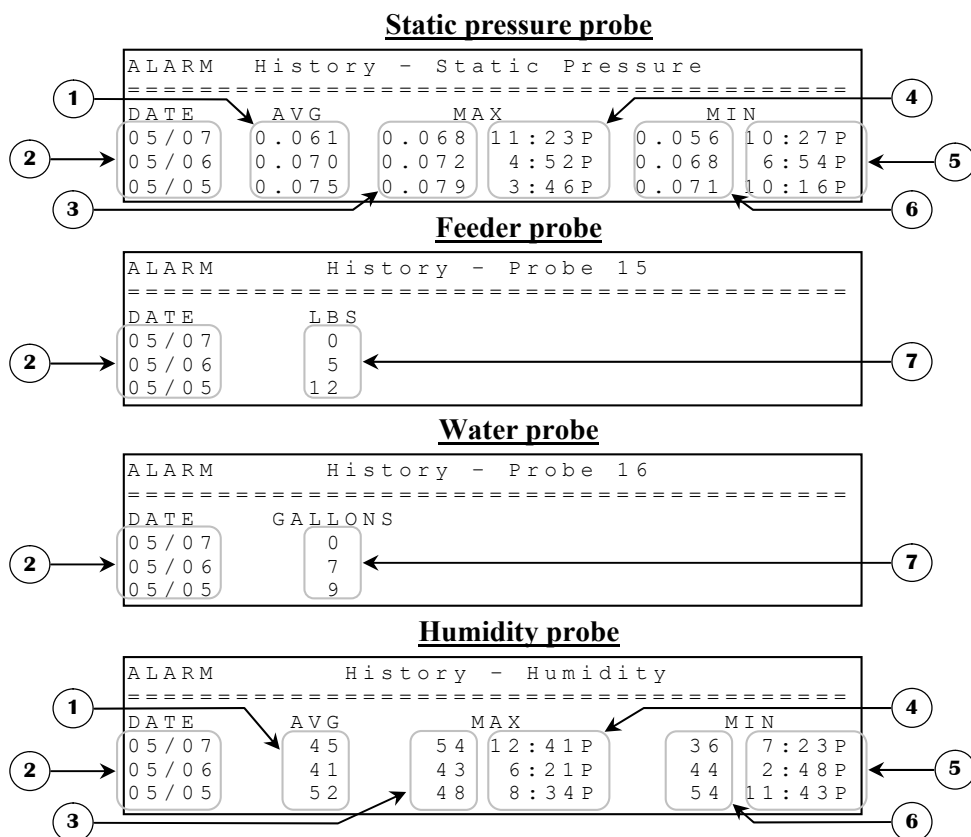 Static pressure probe
ALARM History - Static Pressure
========================================
DATE AVG MAX MIN
05/07 0.061 0.068 11:23P 0.056 10:27P
05/06 0.070 0.072 4:52P 0.068 6:54P
05/05 0.075 0.079 3:46P 0.071 10:16P
1
2
3
4
5
6
Feeder probe
ALARM History - Probe 15
========================================
DATE LBS
05/07 0
05/06 5
05/05 12
2
7
Water probe
ALARM History - Probe 16
========================================
DATE GALLONS
05/07 0
05/06 7
05/05 9
2
7
Humidity probe
ALARM History - Humidity
========================================
DATE AVG MAX MIN
05/07 45 54 12:41P 36 7:23P
05/06 41 43 6:21P 44 2:48P
05/05 52 48 8:34P 54 11:43P
1
2
3
4
5
6